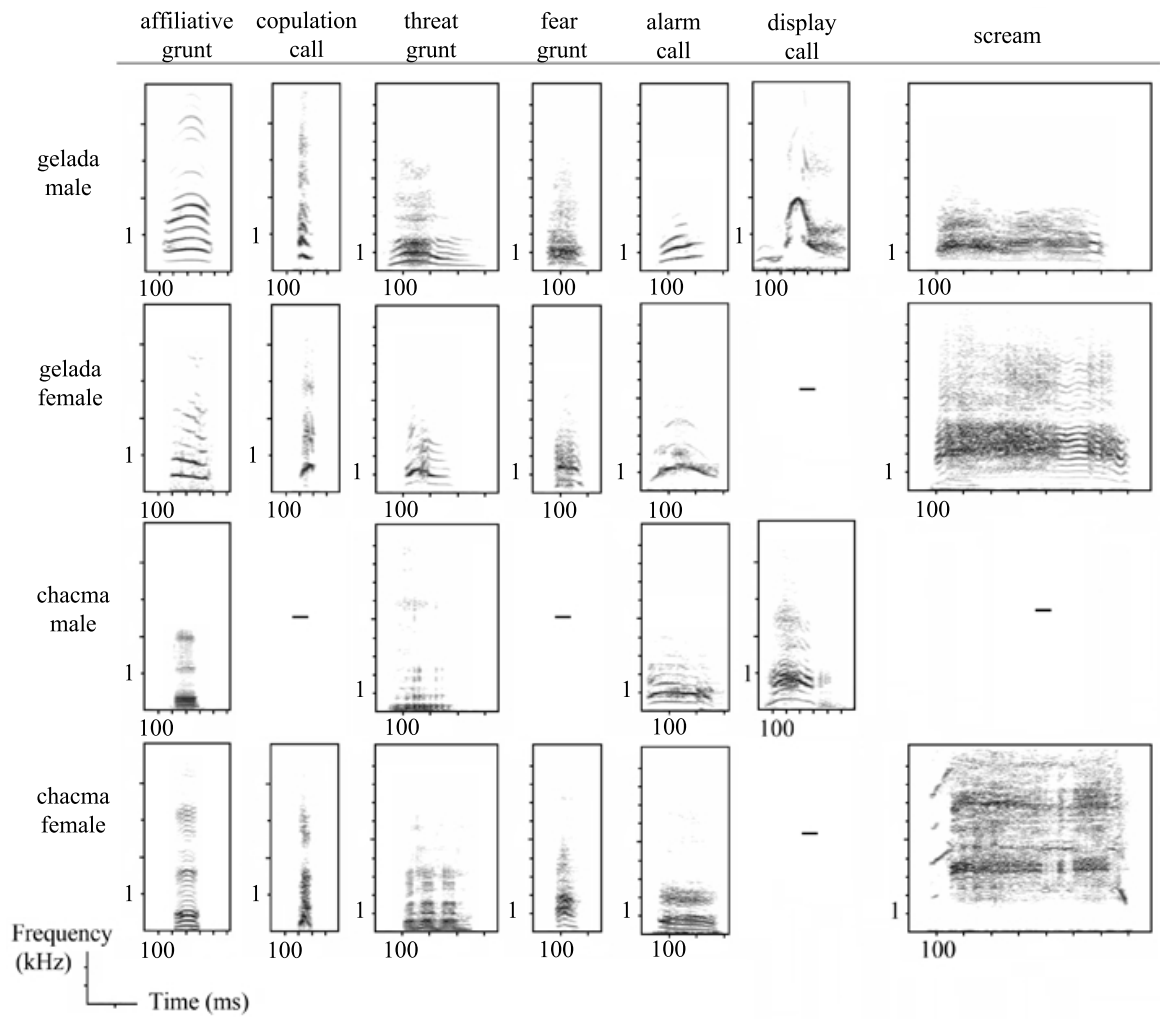 affiliative grunt
copulation call
threat grunt
fear grunt
alarm call
display call
scream
gelada male
1 1 1 1 1 1 1
100 100 100 100 100 100 100
gelada female
1 1 1 1 1 – 1
100 100 100 100 100 100
chacma male
1 – 1 – 1 1 –
100 100 100 100
chacma female
1 1 1 1 1 – 1
100 100 100 100 100 100
Frequency
(kHz)
Time (ms)